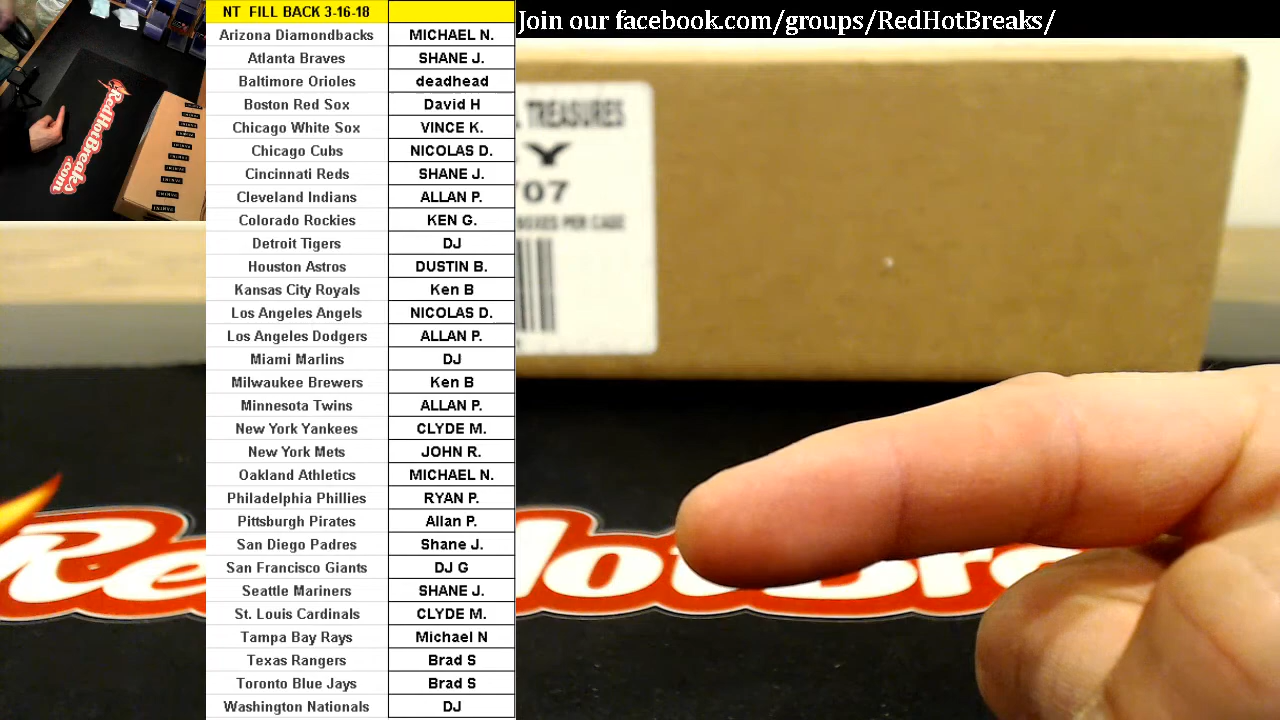 NT FILL BACK 3-16-18
Arizona Diamondbacks MICHAEL N.
Atlanta Braves SHANE J.
Baltimore Orioles deadhead
Boston Red Sox David H
Chicago White Sox VINCE K.
Chicago Cubs NICOLAS D.
Cincinnati Reds SHANE J.
Cleveland Indians ALLAN P.
Colorado Rockies KEN G.
Detroit Tigers DJ
Houston Astros DUSTIN B.
Kansas City Royals Ken B
Los Angeles Angels NICOLAS D.
Los Angeles Dodgers ALLAN P.
Miami Marlins DJ
Milwaukee Brewers Ken B
Minnesota Twins ALLAN P.
New York Yankees CLYDE M.
New York Mets JOHN R.
Oakland Athletics MICHAEL N.
Philadelphia Phillies RYAN P.
Pittsburgh Pirates Allan P.
San Diego Padres Shane J.
San Francisco Giants DJ G
Seattle Mariners SHANE J.
St. Louis Cardinals CLYDE M.
Tampa Bay Rays Michael N
Texas Rangers Brad S
Toronto Blue Jays Brad S
Washington Nationals DJ
Join our facebook.com/groups/RedHotBreaks/
TREASURES
Y
07
BOXES PER CASE
RedHotBreaks
.com